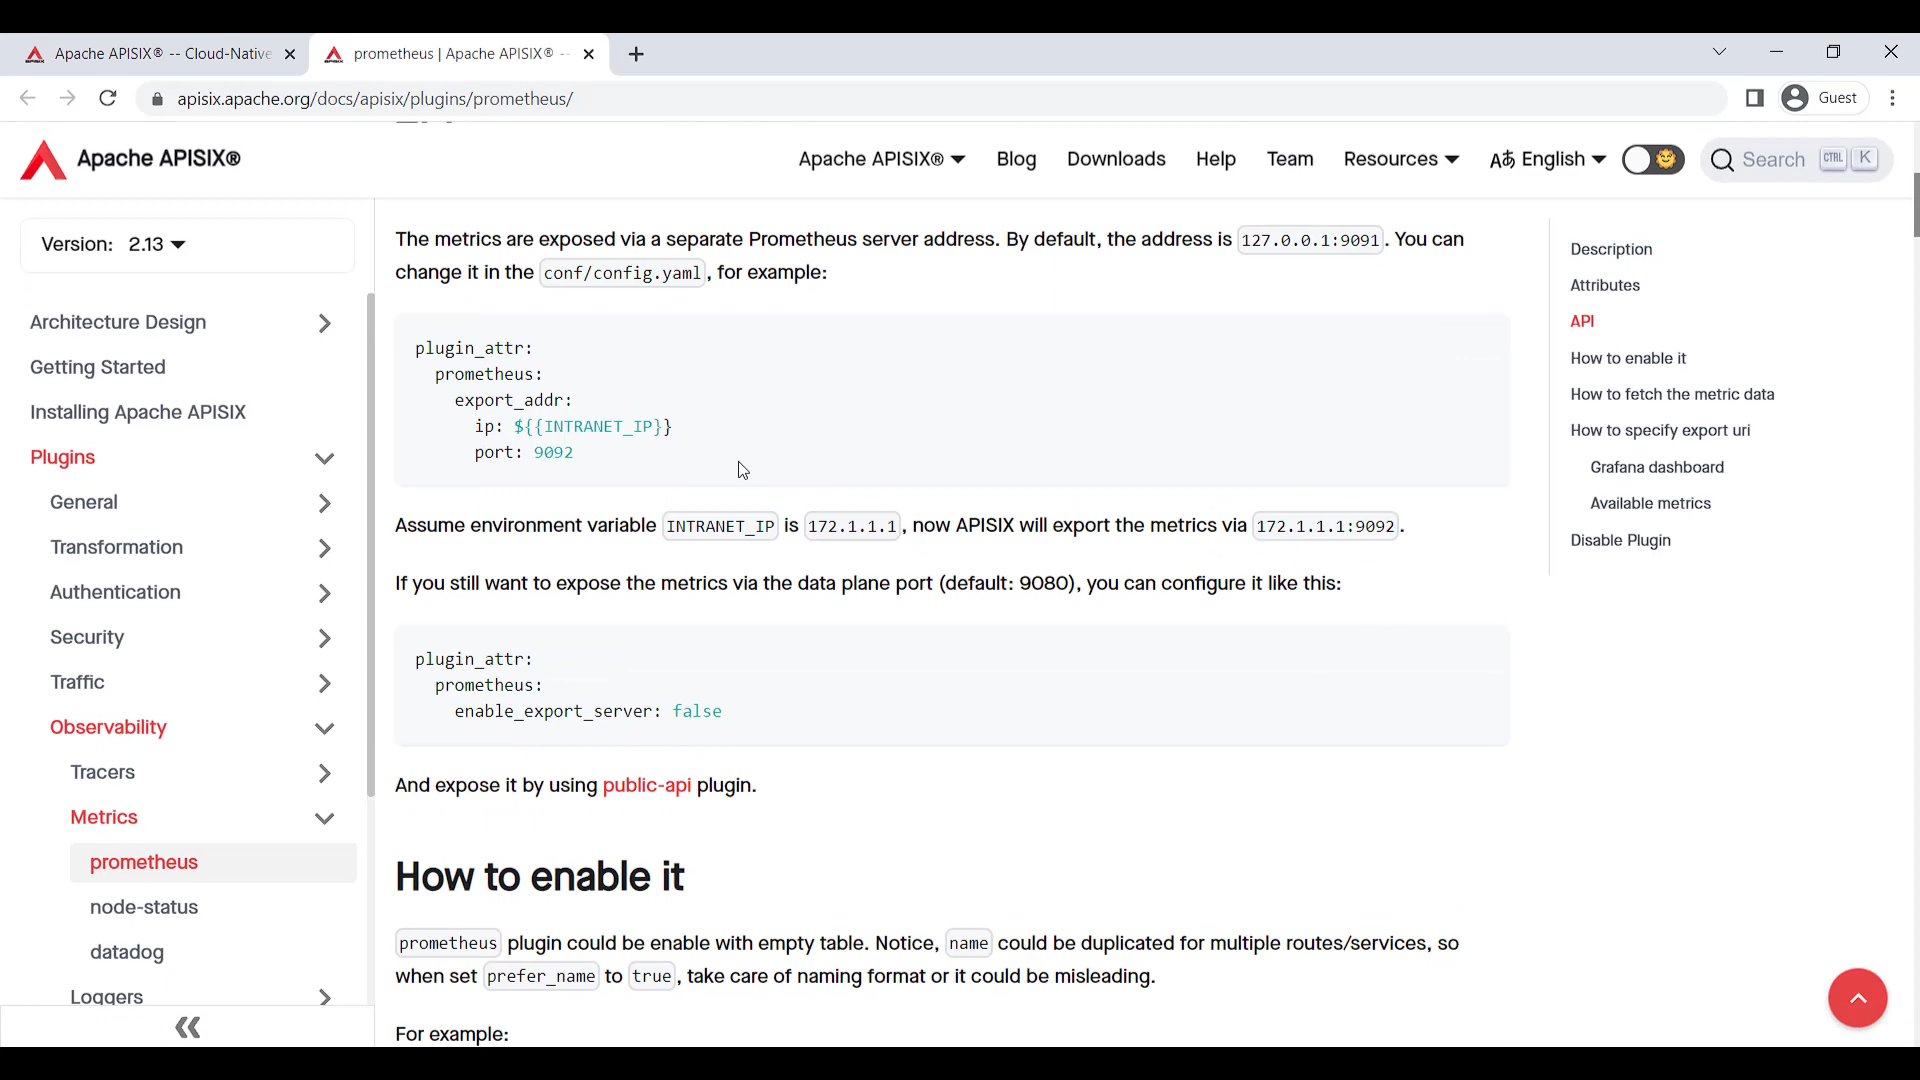 Apache APISIX® -- Cloud-Native
prometheus | Apache APISIX® --
apisix.apache.org/docs/apisix/plugins/prometheus/
Guest
Apache APISIX®
Apache APISIX®
Blog
Downloads
Help
Team
Resources
English
Search
CTRL
K
Version: 2.13
Architecture Design
Getting Started
Installing Apache APISIX
Plugins
General
Transformation
Authentication
Security
Traffic
Observability
Tracers
Metrics
prometheus
node-status
datadog
Loggers
The metrics are exposed via a separate Prometheus server address. By default, the address is 127.0.0.1:9091. You can
change it in the conf/config.yaml, for example:
plugin_attr:
prometheus:
export_addr:
ip: ${{INTRANET_IP}}
port: 9092
Assume environment variable INTRANET_IP is 172.1.1.1, now APISIX will export the metrics via 172.1.1.1:9092.
If you still want to expose the metrics via the data plane port (default: 9080), you can configure it like this:
plugin_attr:
prometheus:
enable_export_server: false
And expose it by using public-api plugin.
How to enable it
prometheus plugin could be enable with empty table. Notice, name could be duplicated for multiple routes/services, so
when set prefer_name to true, take care of naming format or it could be misleading.
For example:
Description
Attributes
API
How to enable it
How to fetch the metric data
How to specify export uri
Grafana dashboard
Available metrics
Disable Plugin